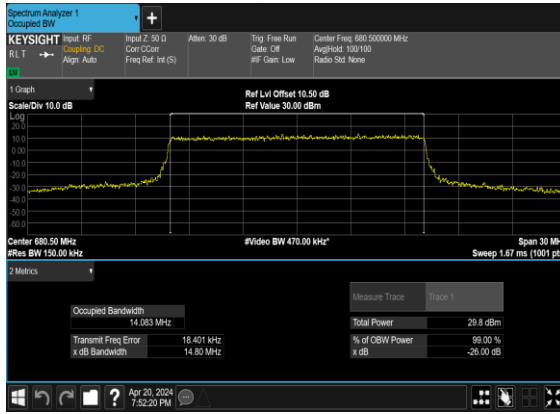 Spectrum Analyzer 1
Occupied BW
KEYSIGHT Input: RF Input Z: 50 Ω Atten: 30 dB Trig: Free Run Center Freq: 680.500000 MHz
RLT Coupling: DC Corr CCorr Gate: Off Avg|Hold: 100/100
Align: Auto Freq Ref: Int (S) #IF Gain: Low Radio Std: None
1 Graph
Ref Lvl Offset 10.50 dB
Scale/Div 10.0 dB Ref Value 30.00 dBm
Log
20.0
10.0
0.00
-10.0
-20.0
-30.0
-40.0
-50.0
-60.0
Center 680.50 MHz #Video BW 470.00 kHz* Span 30 MH
#Res BW 150.00 kHz Sweep 1.67 ms (1001 pt
2 Metrics
Measure Trace Trace 1
Occupied Bandwidth
14.083 MHz Total Power 29.8 dBm
Transmit Freq Error 18.401 kHz % of OBW Power 99.00 %
x dB Bandwidth 14.80 MHz x dB -26.00 dB
Apr 20, 2024
7:52:20 PM